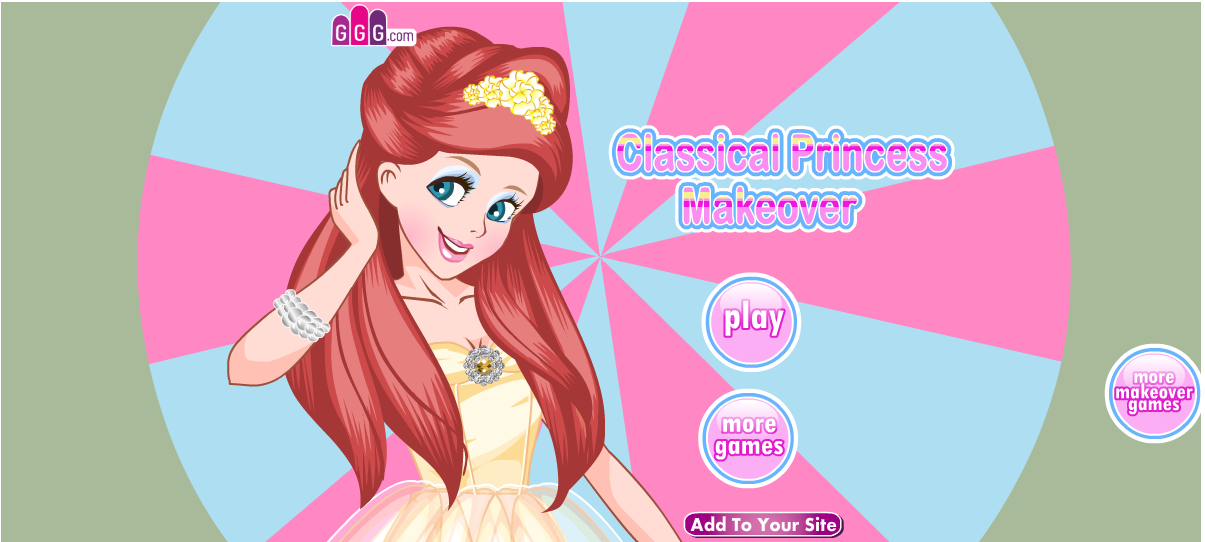 GGG.com
Classical Princess
Makeover
play
more
games
more
makeover
games
Add To Your Site